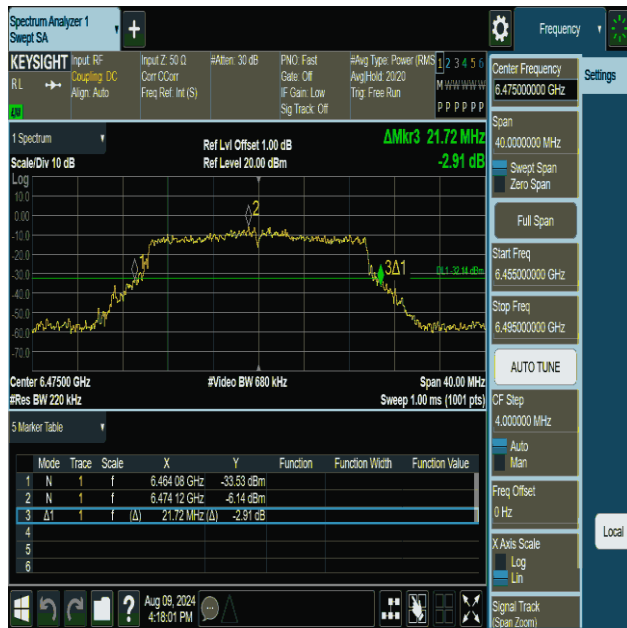 Spectrum Analyzer 1
Swept SA
+
Frequency
KEYSIGHT
RL
Input: RF
Coupling: DC
Align: Auto
Input Z: 50 Ω
Corr CCorr
Freq Ref: Int (S)
#Atten: 30 dB
PNO: Fast
Gate: Off
IF Gain: Low
Sig Track: Off
#Avg Type: Power (RMS
Avg|Hold: 20/20
Trig: Free Run
1 2 3 4 5 6
M W W W W W
P P P P P P
1 Spectrum
Scale/Div 10 dB
Ref Lvl Offset 1.00 dB
Ref Level 20.00 dBm
ΔMkr3 21.72 MHz
-2.91 dB
Log
10.0
0.00
-10.0
-20.0
-30.0
-40.0
-50.0
-60.0
-70.0
2
1
3Δ1
DL1 -32.14 dBm
Center 6.47500 GHz
#Res BW 220 kHz
#Video BW 680 kHz
Span 40.00 MHz
Sweep 1.00 ms (1001 pts)
5 Marker Table
Mode Trace Scale X Y Function Function Width Function Value
1 N 1 f 6.464 08 GHz -33.53 dBm
2 N 1 f 6.474 12 GHz -6.14 dBm
3 Δ1 1 f (Δ) 21.72 MHz (Δ) -2.91 dB
4
5
6
?
Aug 09, 2024
4:18:01 PM
Center Frequency
6.475000000 GHz
Settings
Span
40.0000000 MHz
Swept Span
Zero Span
Full Span
Start Freq
6.455000000 GHz
Stop Freq
6.495000000 GHz
AUTO TUNE
CF Step
4.000000 MHz
Auto
Man
Freq Offset
0 Hz
Local
X Axis Scale
Log
Lin
Signal Track
(Span Zoom)